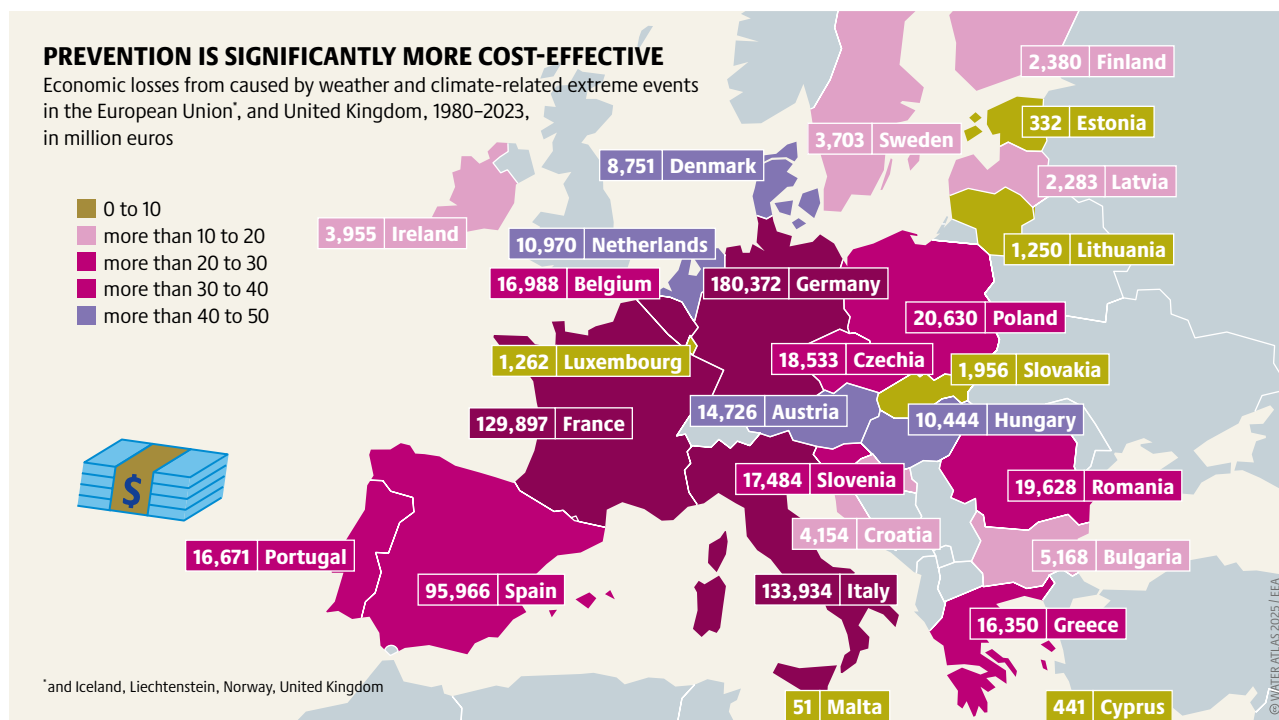 PREVENTION IS SIGNIFICANTLY MORE COST-EFFECTIVE
Economic losses from caused by weather and climate-related extreme events
in the European Union*, and United Kingdom, 1980–2023,
in million euros
0 to 10
more than 10 to 20
more than 20 to 30
more than 30 to 40
more than 40 to 50
2,380 Finland
332 Estonia
3,703 Sweden
8,751 Denmark
2,283 Latvia
3,955 Ireland
10,970 Netherlands
1,250 Lithuania
16,988 Belgium
180,372 Germany
20,630 Poland
1,262 Luxembourg
18,533 Czechia
1,956 Slovakia
129,897 France
14,726 Austria
10,444 Hungary
$
17,484 Slovenia
19,628 Romania
4,154 Croatia
16,671 Portugal
5,168 Bulgaria
95,966 Spain
133,934 Italy
16,350 Greece
51 Malta
441 Cyprus
*and Iceland, Liechtenstein, Norway, United Kingdom
© WATER ATLAS 2025 / EEA